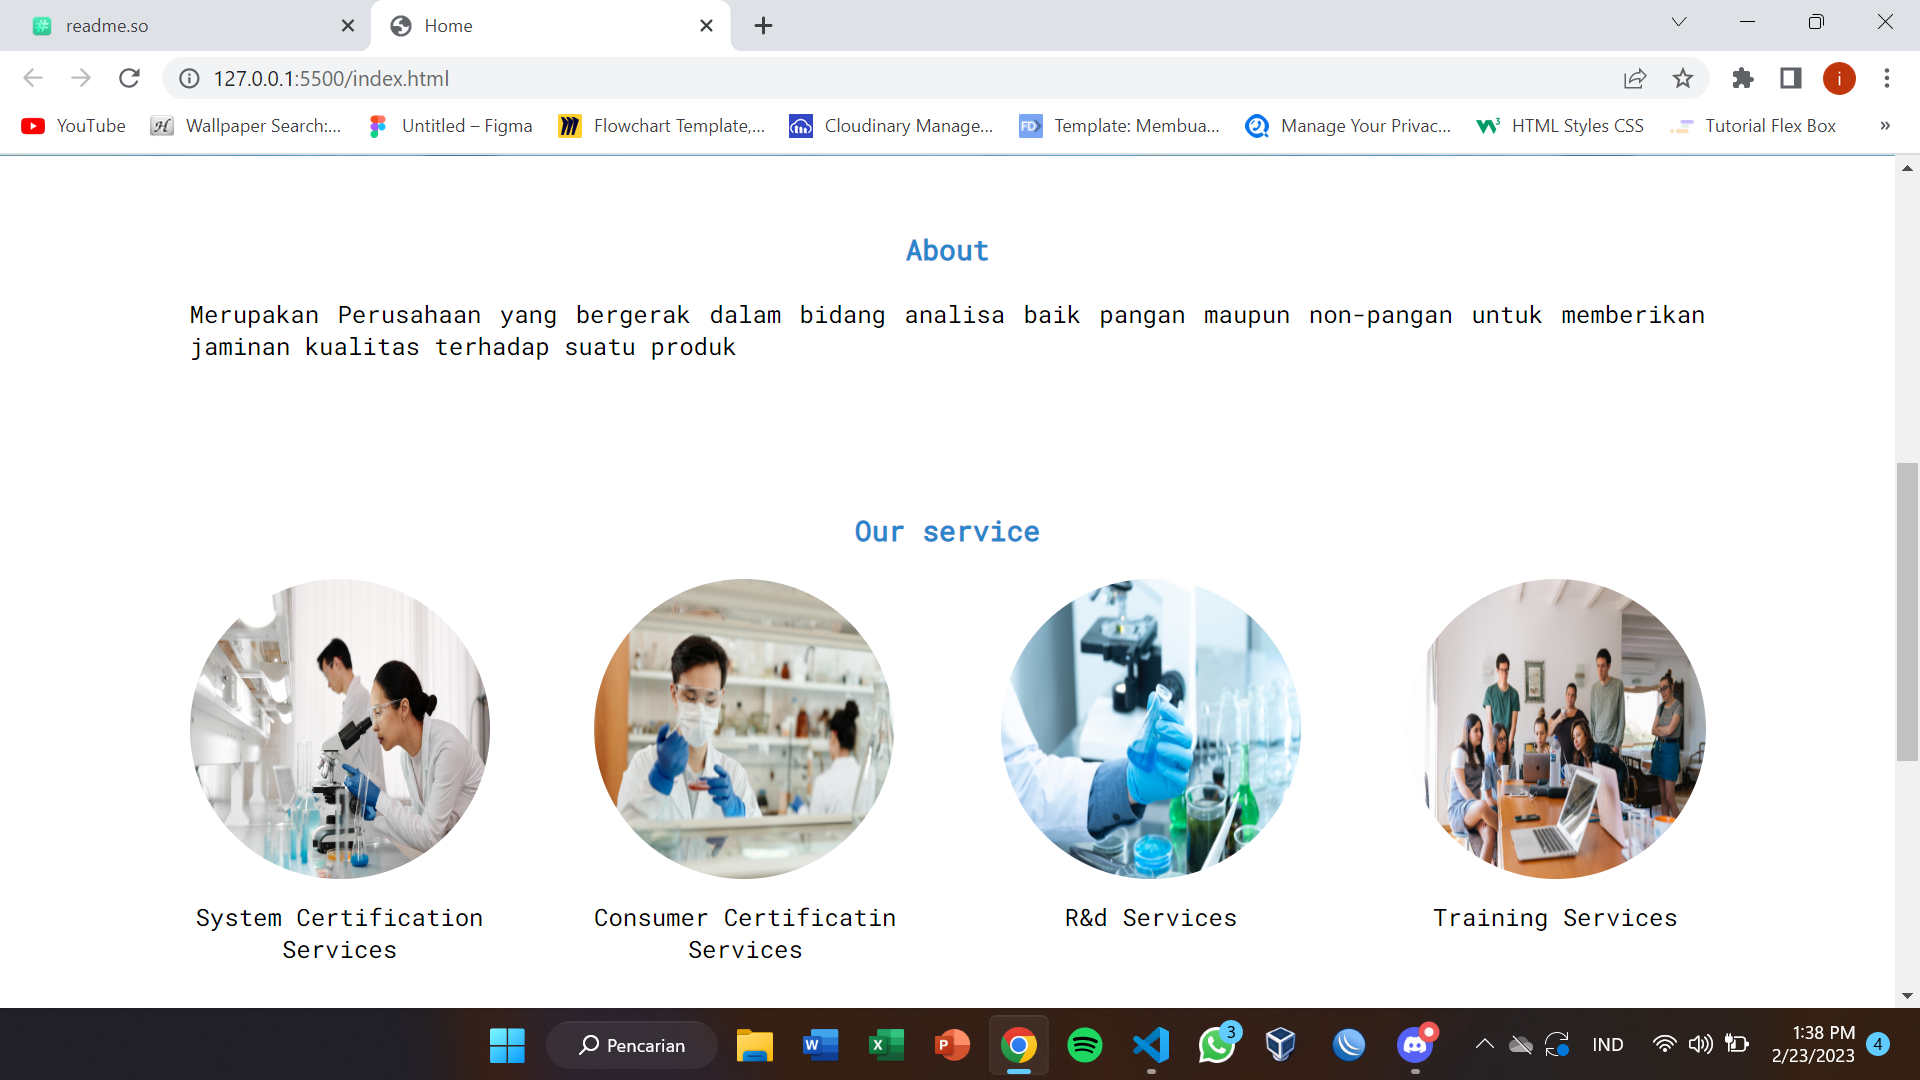 readme.so
Home
127.0.0.1:5500/index.html
i
YouTube
Wallpaper Search:...
Untitled – Figma
Flowchart Template,...
Cloudinary Manage...
Template: Membua...
Manage Your Privac...
HTML Styles CSS
Tutorial Flex Box
»
About
Merupakan Perusahaan yang bergerak dalam bidang analisa baik pangan maupun non-pangan untuk memberikan
jaminan kualitas terhadap suatu produk
Our service
System Certification
Services
Consumer Certificatin
Services
R&d Services
Training Services
Pencarian
3
IND
1:38 PM
2/23/2023
4